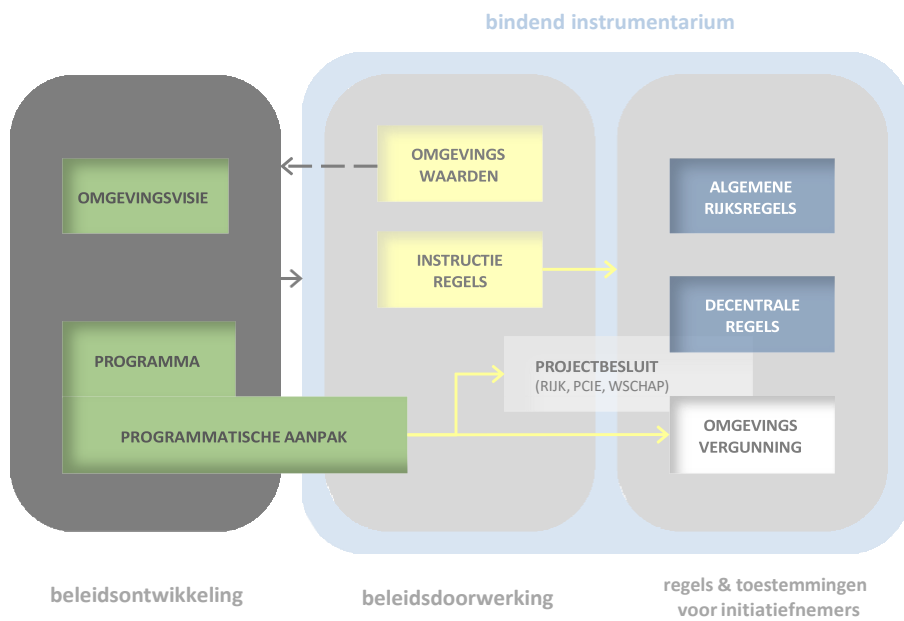 bindend instrumentarium
OMGEVINGSVISIE
PROGRAMMA
PROGRAMMATISCHE AANPAK
OMGEVINGS
WAARDEN
INSTRUCTIE
REGELS
PROJECTBESLUIT
(RIJK, PCIE, WSCHAP)
ALGEMENE
RIJKSREGELS
DECENTRALE
REGELS
OMGEVINGS
VERGUNNING
beleidsontwikkeling
beleidsdoorwerking
regels & toestemmingen
voor initiatiefnemers